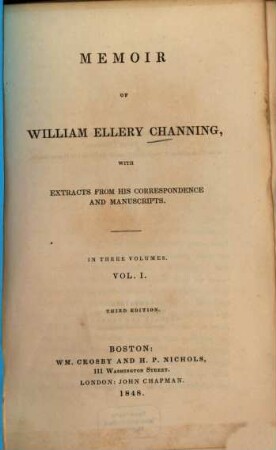 MEMOIR
OF
WILLIAM ELLERY CHANNING,
WITH
EXTRACTS FROM HIS CORRESPONDENCE
AND MANUSCRIPTS.
IN THREE VOLUMES.
VOL. I.
THIRD EDITION.
BOSTON:
WM. CROSBY AND H. P. NICHOLS,
111 WASHINGTON STREET.
LONDON: JOHN CHAPMAN.
1848.